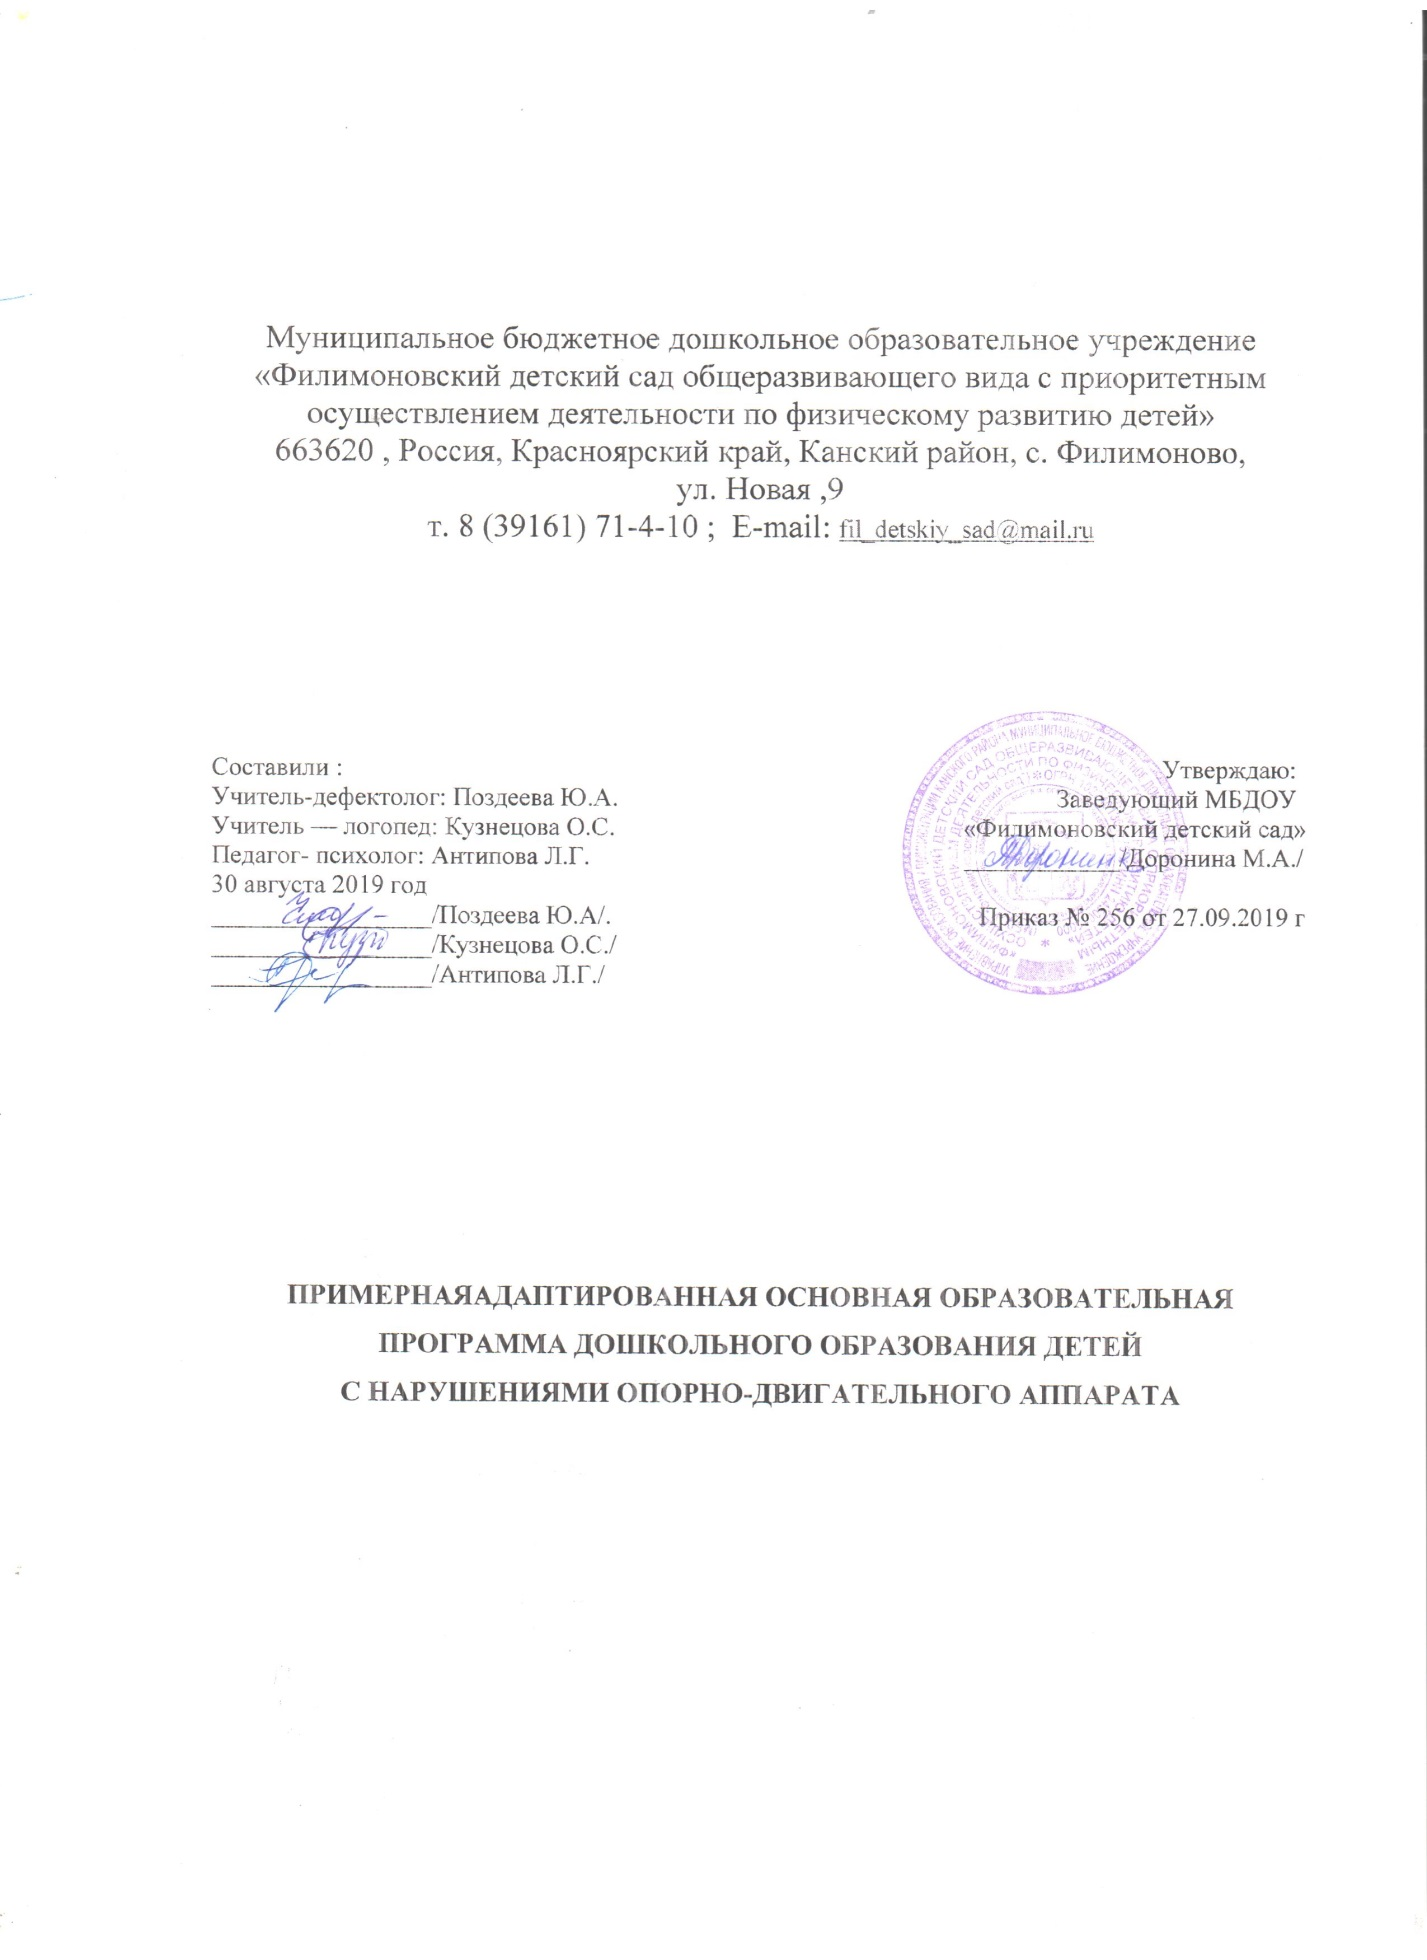 Муниципальное бюджетное дошкольное образовательное учреждение
«Филимоновский детский сад общеразвивающего вида с приоритетным
осуществлением деятельности по физическому развитию детей»
663620 , Россия, Красноярский край, Канский район, с. Филимоново,
ул. Новая ,9
т. 8 (39161) 71-4-10 ;  E-mail: fil_detskiy_sad@mail.ru
Составили :
Учитель-дефектолог: Поздеева Ю.А.
Учитель — логопед: Кузнецова О.С.
Педагог- психолог: Антипова Л.Г.
30 августа 2019 год
/Поздеева Ю.А/.
/Кузнецова О.С./
/Антипова Л.Г./
Утверждаю:
Заведующий МБДОУ
«Филимоновский детский сад»
/Доронина М.А./
Приказ № 256 от 27.09.2019 г
ПРИМЕРНАЯАДАПТИРОВАННАЯ ОСНОВНАЯ ОБРАЗОВАТЕЛЬНАЯ
ПРОГРАММА ДОШКОЛЬНОГО ОБРАЗОВАНИЯ ДЕТЕЙ
С НАРУШЕНИЯМИ ОПОРНО-ДВИГАТЕЛЬНОГО АППАРАТА